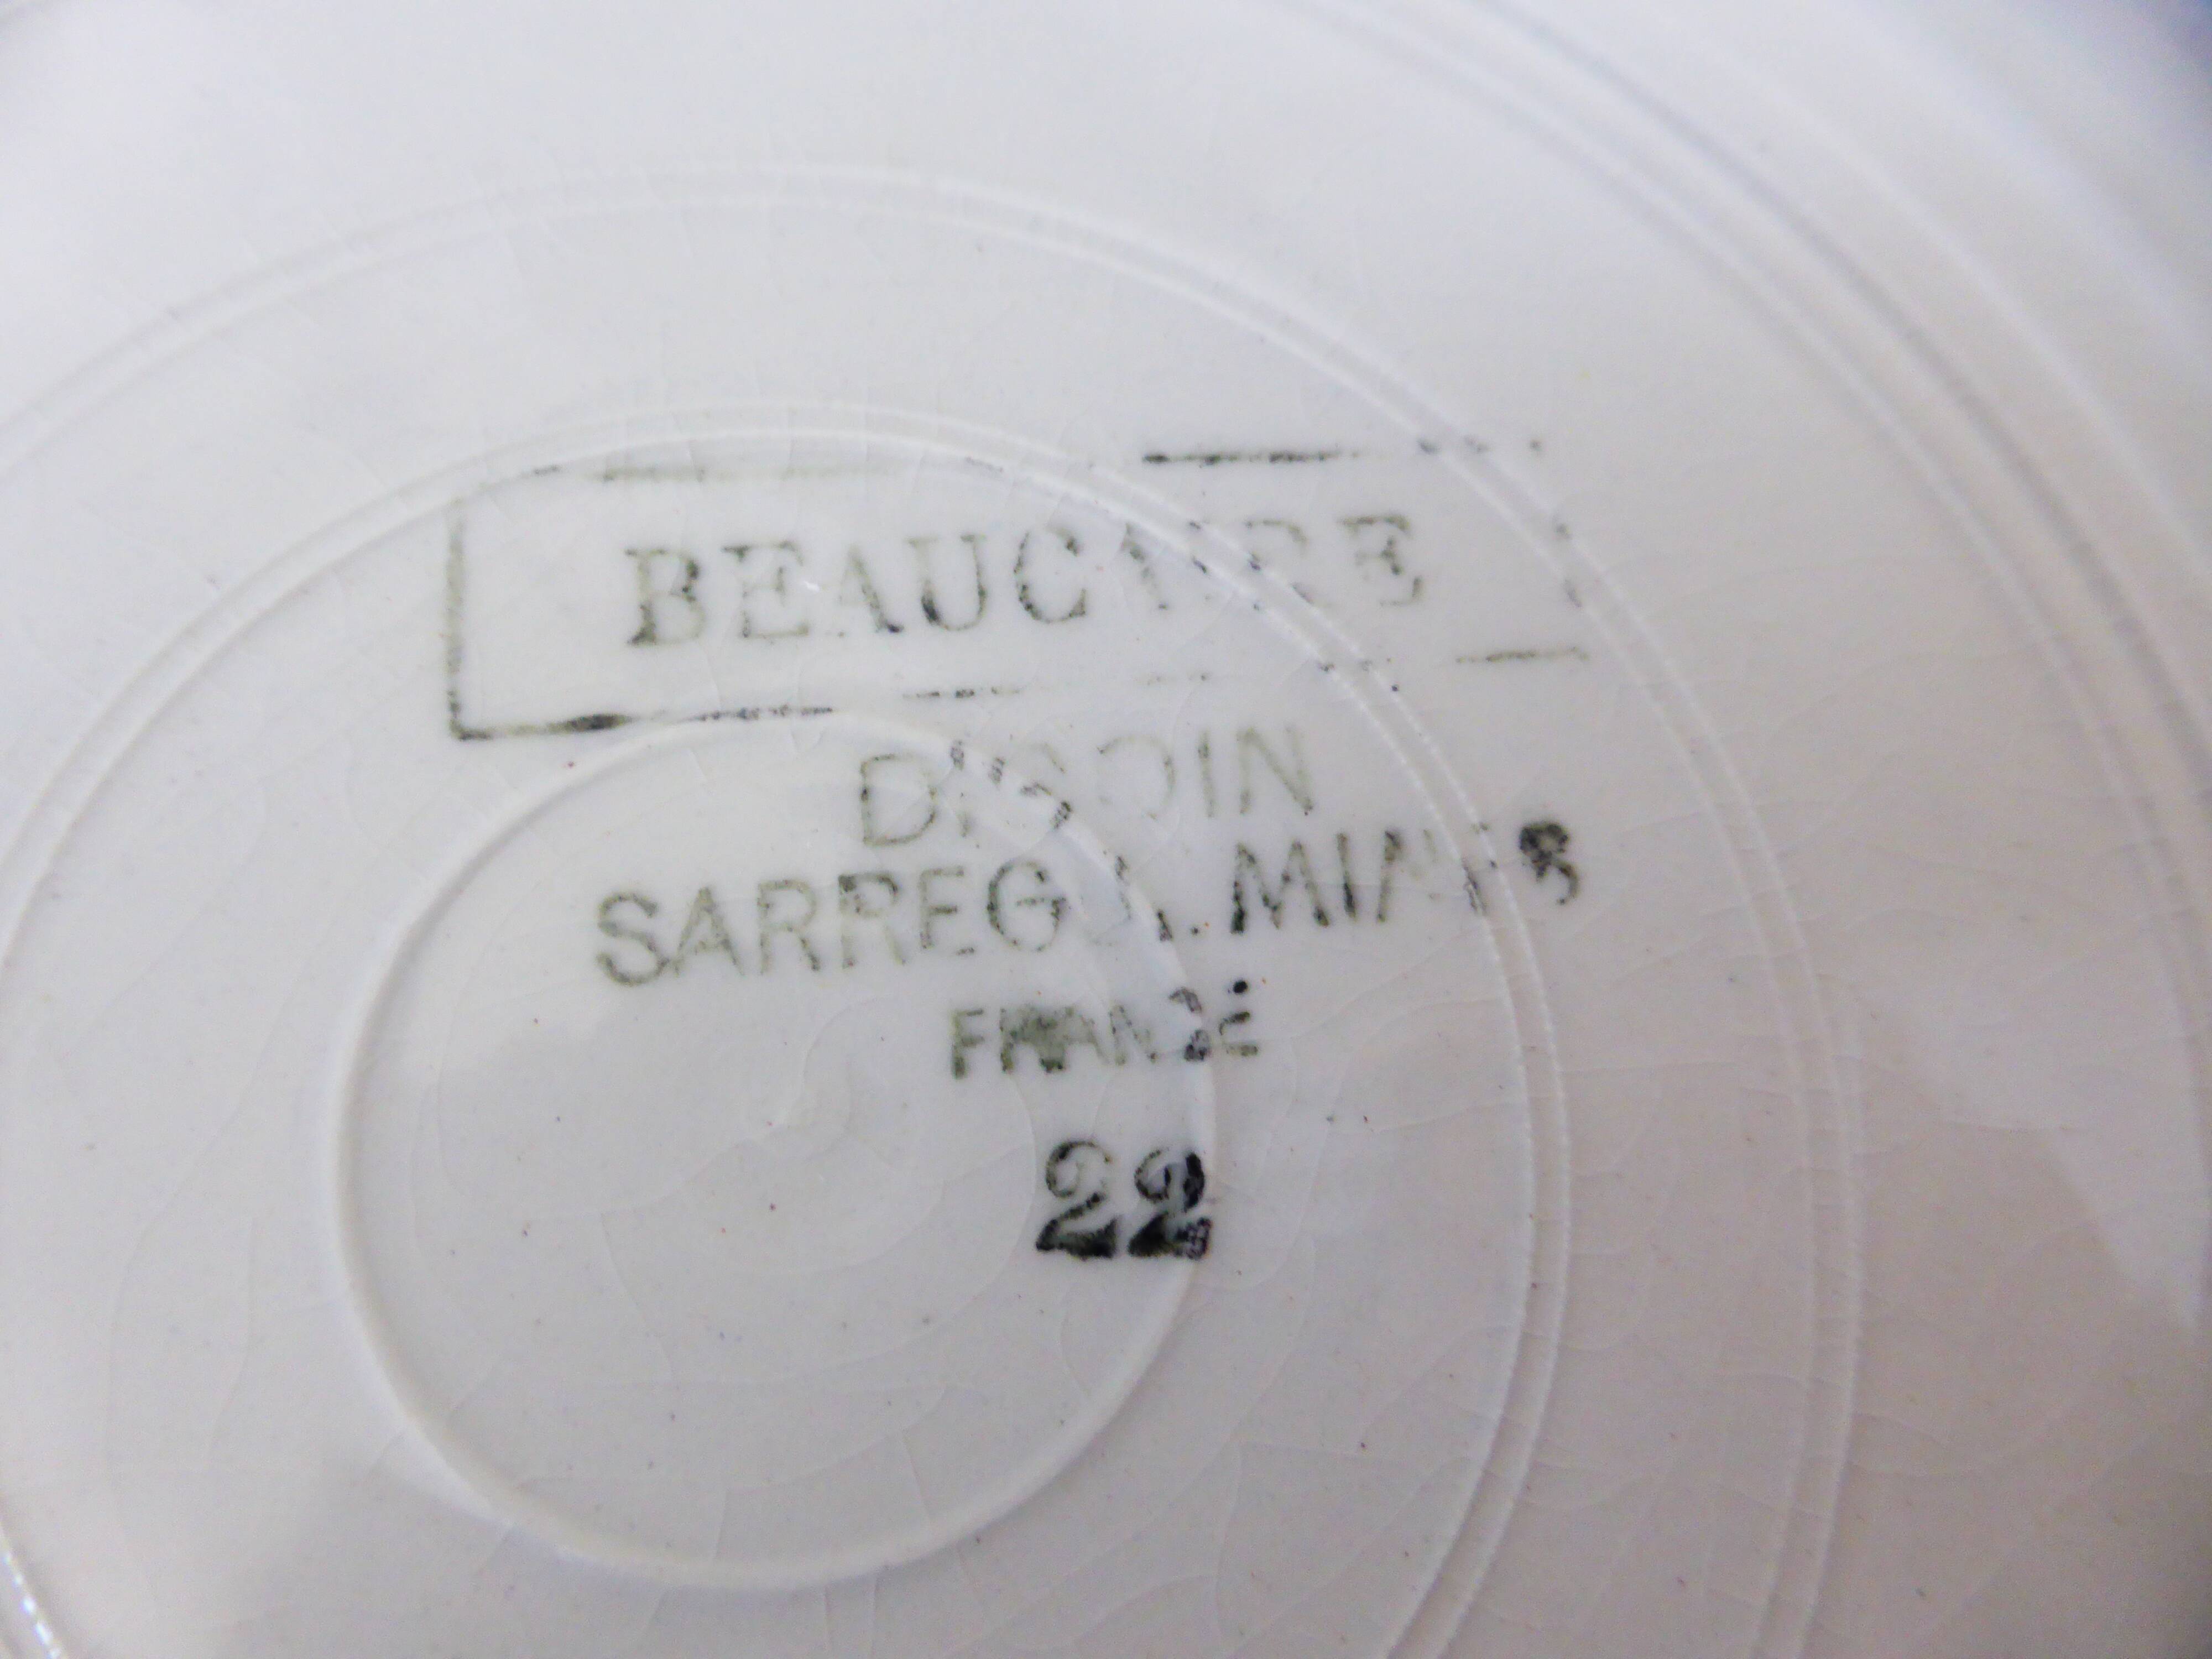 BEAUCAIRE
DIGOIN
SARREGUEMINES
FRANCE
22